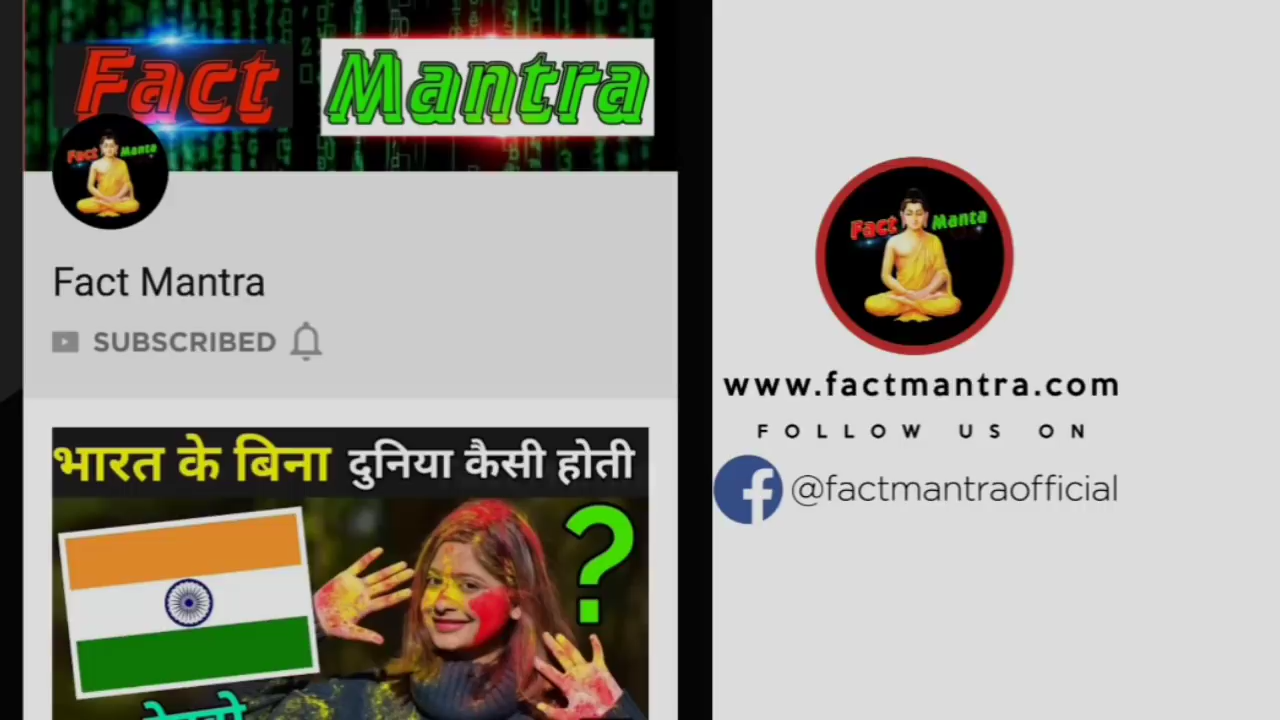 Fact Mantra
Fact Manta
Fact Mantra
SUBSCRIBED
भारत के बिना दुनिया कैसी होती
?
देखो
Fact Manta
www.factmantra.com
FOLLOW US ON
f @factmantraofficial